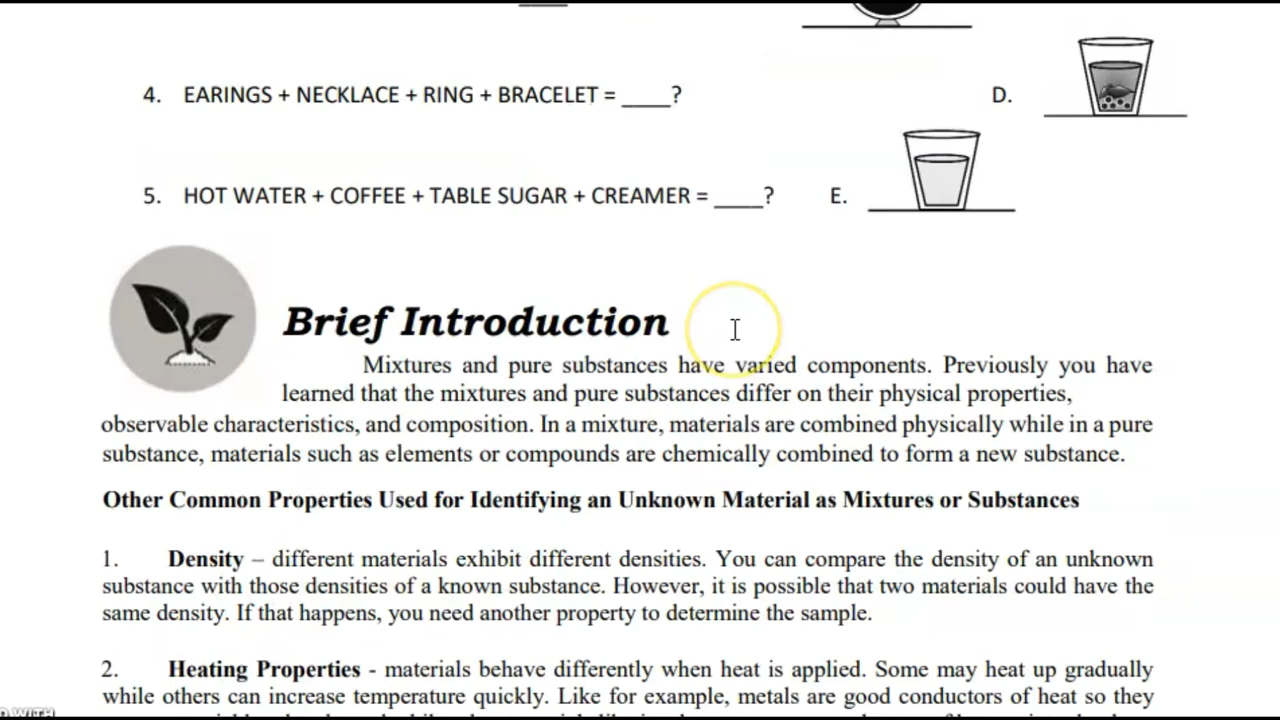 4. EARINGS + NECKLACE + RING + BRACELET = ____?
D.
5. HOT WATER + COFFEE + TABLE SUGAR + CREAMER = ____?
E.
Brief Introduction
Mixtures and pure substances have varied components. Previously you have
learned that the mixtures and pure substances differ on their physical properties,
observable characteristics, and composition. In a mixture, materials are combined physically while in a pure
substance, materials such as elements or compounds are chemically combined to form a new substance.
Other Common Properties Used for Identifying an Unknown Material as Mixtures or Substances
1. Density – different materials exhibit different densities. You can compare the density of an unknown
substance with those densities of a known substance. However, it is possible that two materials could have the
same density. If that happens, you need another property to determine the sample.
2. Heating Properties - materials behave differently when heat is applied. Some may heat up gradually
while others can increase temperature quickly. Like for example, metals are good conductors of heat so they